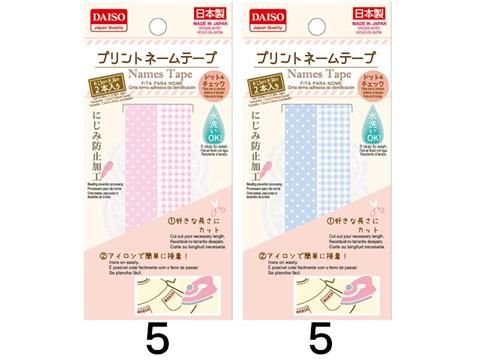 DAISO
Japan Quality
日本製
MADE IN JAPAN
プリントネームテープ
Names Tape
FITA PARA NOME
Cinta termo adhesiva de identificación
2本入り
ドット&
チェック
水洗い
OK!
It okay to wash.
にじみ防止加工
Bleeding prevention processing
①好きな長さに
カット
Cut out your necessary length.
Recortável no tamanho desejado.
Corte su longitud necesaria.
②アイロンで簡単に接着!
Irons on easily.
É possível colar facilmente com o ferro de passar.
Se plancha fácil.
5
DAISO
Japan Quality
日本製
MADE IN JAPAN
プリントネームテープ
Names Tape
FITA PARA NOME
Cinta termo adhesiva de identificación
2本入り
ドット&
チェック
水洗い
OK!
It okay to wash.
にじみ防止加工
Bleeding prevention processing
①好きな長さに
カット
Cut out your necessary length.
Recortável no tamanho desejado.
Corte su longitud necesaria.
②アイロンで簡単に接着!
Irons on easily.
É possível colar facilmente com o ferro de passar.
Se plancha fácil.
5